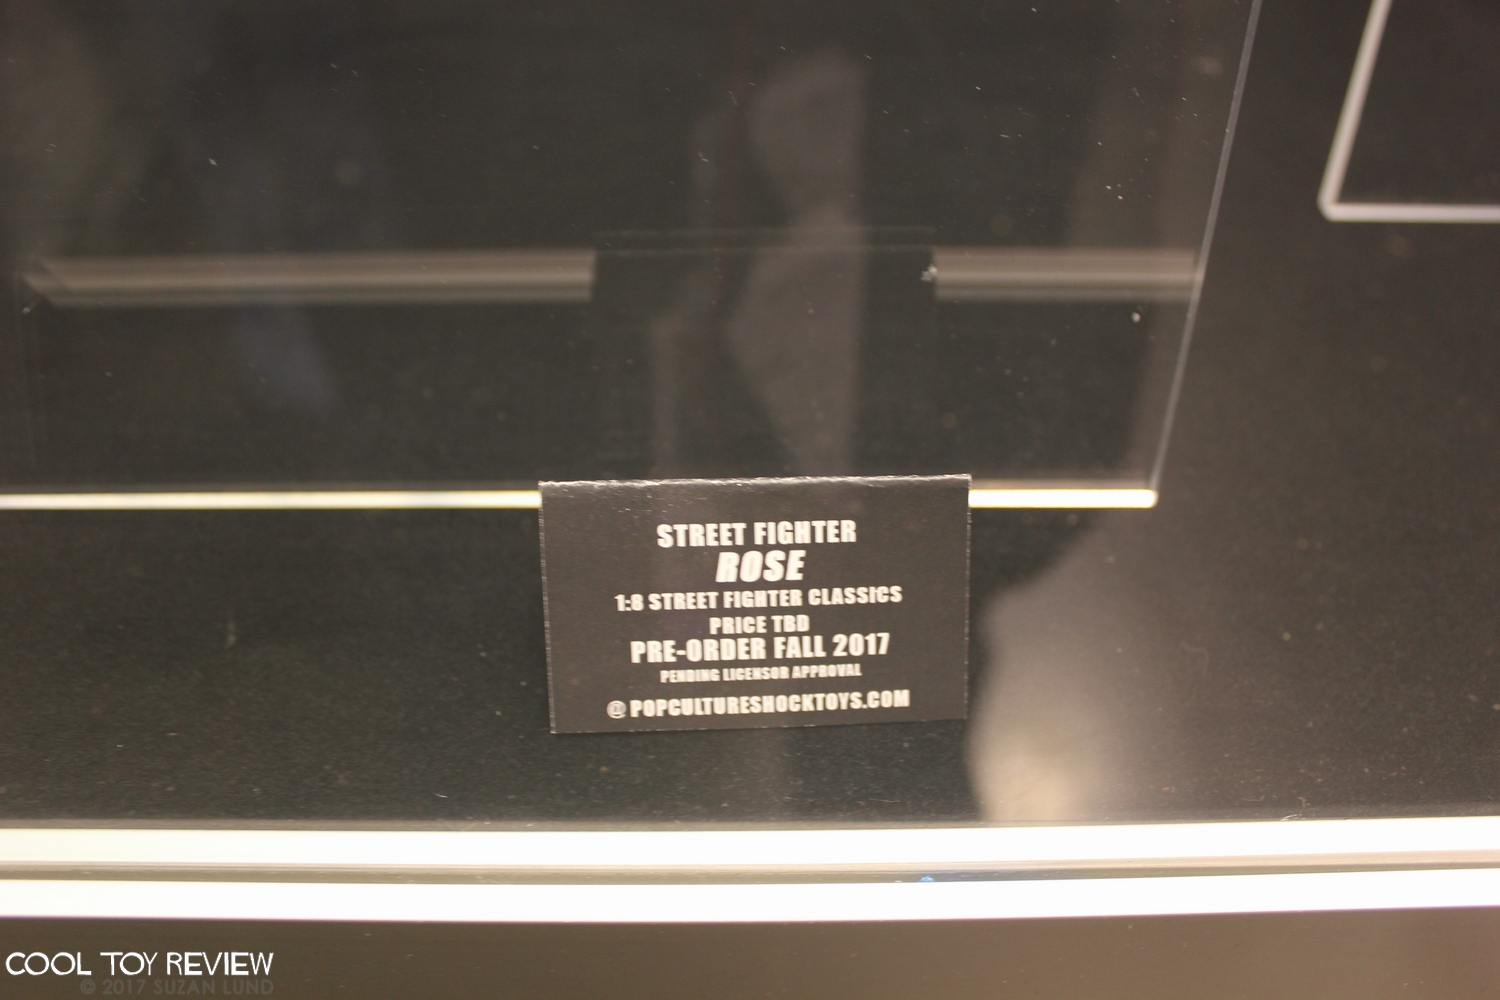 STREET FIGHTER
ROSE
1:8 STREET FIGHTER CLASSICS
PRICE TBD
PRE-ORDER FALL 2017
PENDING LICENSOR APPROVAL
@ POPCULTURESHOCKTOYS.COM
COOL TOY REVIEW
© 2017 SUZAN LUND